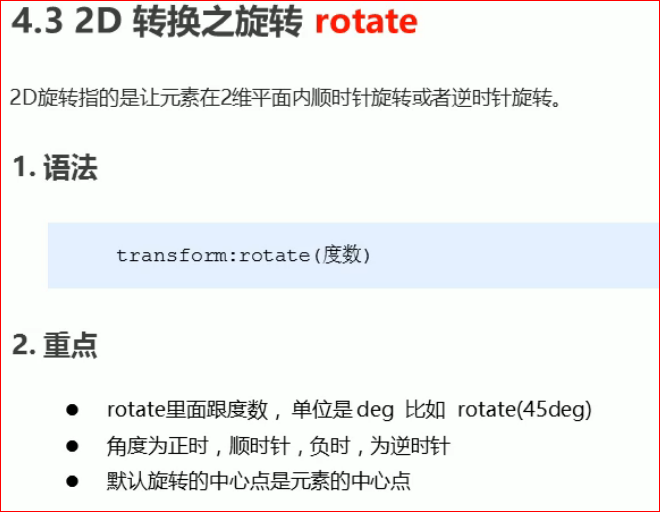 4.3 2D 转换之旋转 rotate
2D旋转指的是让元素在2维平面内顺时针旋转或者逆时针旋转。
1. 语法
transform:rotate(度数)
2. 重点
● rotate里面跟度数，单位是 deg 比如 rotate(45deg)
● 角度为正时，顺时针，负时，为逆时针
● 默认旋转的中心点是元素的中心点